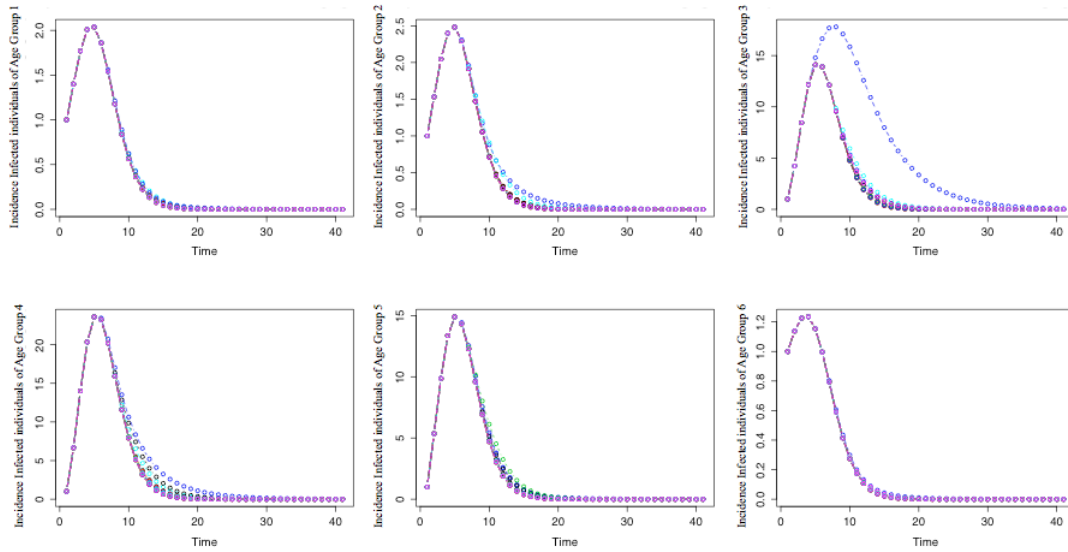 Incidence Infected individuals of Age Group 1
2.0
1.5
1.0
0.5
0.0
0 10 20 30 40
Time
Incidence Infected individuals of Age Group 2
2.5
2.0
1.5
1.0
0.5
0.0
0 10 20 30 40
Time
Incidence Infected individuals of Age Group 3
15
10
5
0
0 10 20 30 40
Time
Incidence Infected individuals of Age Group 4
20
15
10
5
0
0 10 20 30 40
Time
Incidence Infected individuals of Age Group 5
15
10
5
0
0 10 20 30 40
Time
Incidence Infected individuals of Age Group 6
1.2
1.0
0.8
0.6
0.4
0.2
0.0
0 10 20 30 40
Time